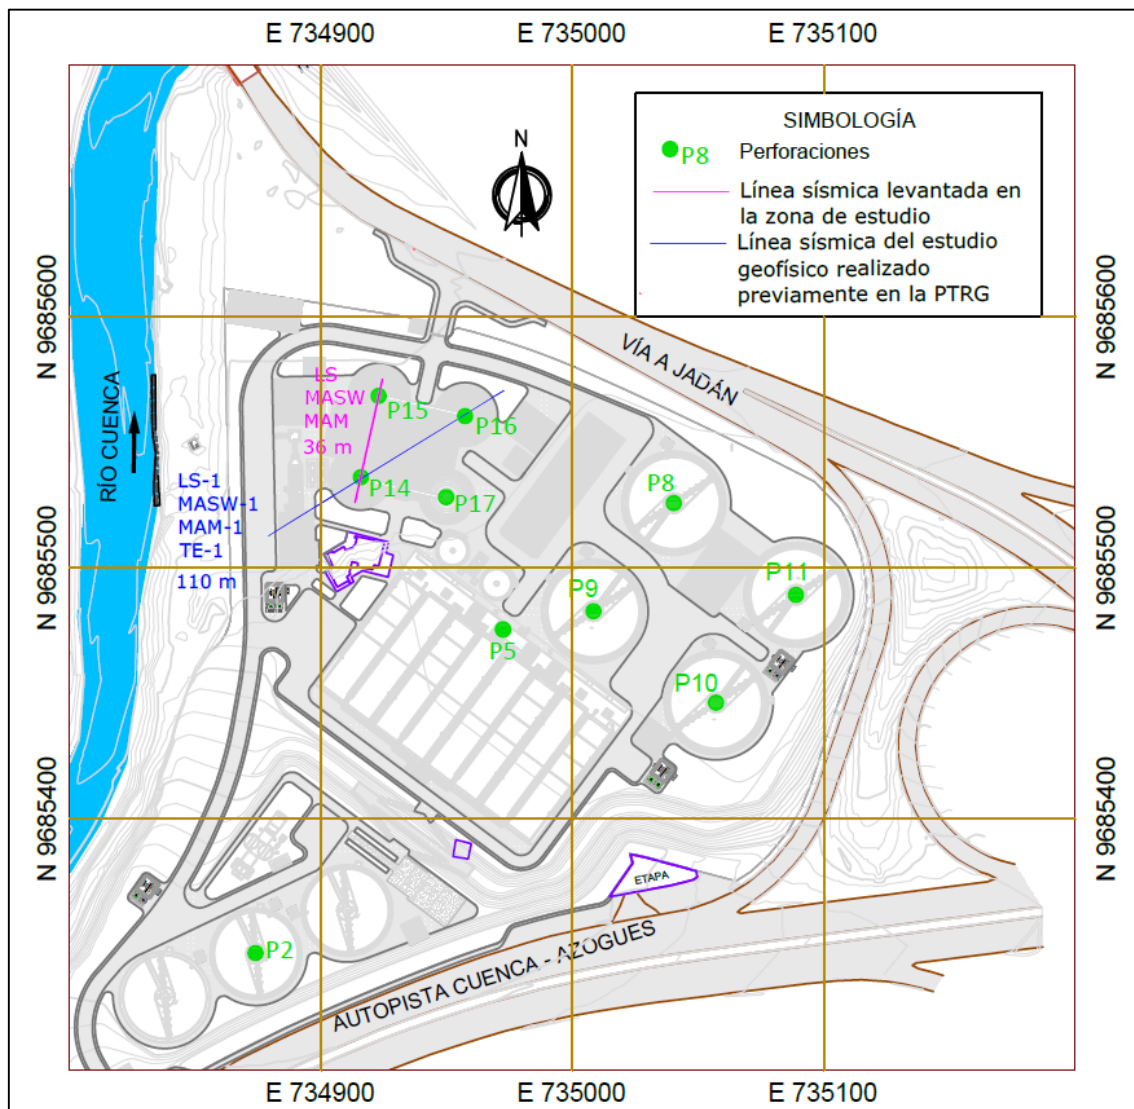 E 734900
E 735000
E 735100
N
SIMBOLOGÍA
P8
Perforaciones
Línea sísmica levantada en
la zona de estudio
Línea sísmica del estudio
geofísico realizado
previamente en la PTRG
N 9685600
N 9685600
VÍA A JADÁN
RÍO CUENCA
LS
MASW
MAM
36 m
P15
P16
P14
P17
P8
LS-1
MASW-1
MAM-1
TE-1
110 m
N 9685500
N 9685500
P11
P9
P5
P10
N 9685400
N 9685400
ETAPA
P2
AUTOPISTA CUENCA - AZOGUES
E 734900
E 735000
E 735100